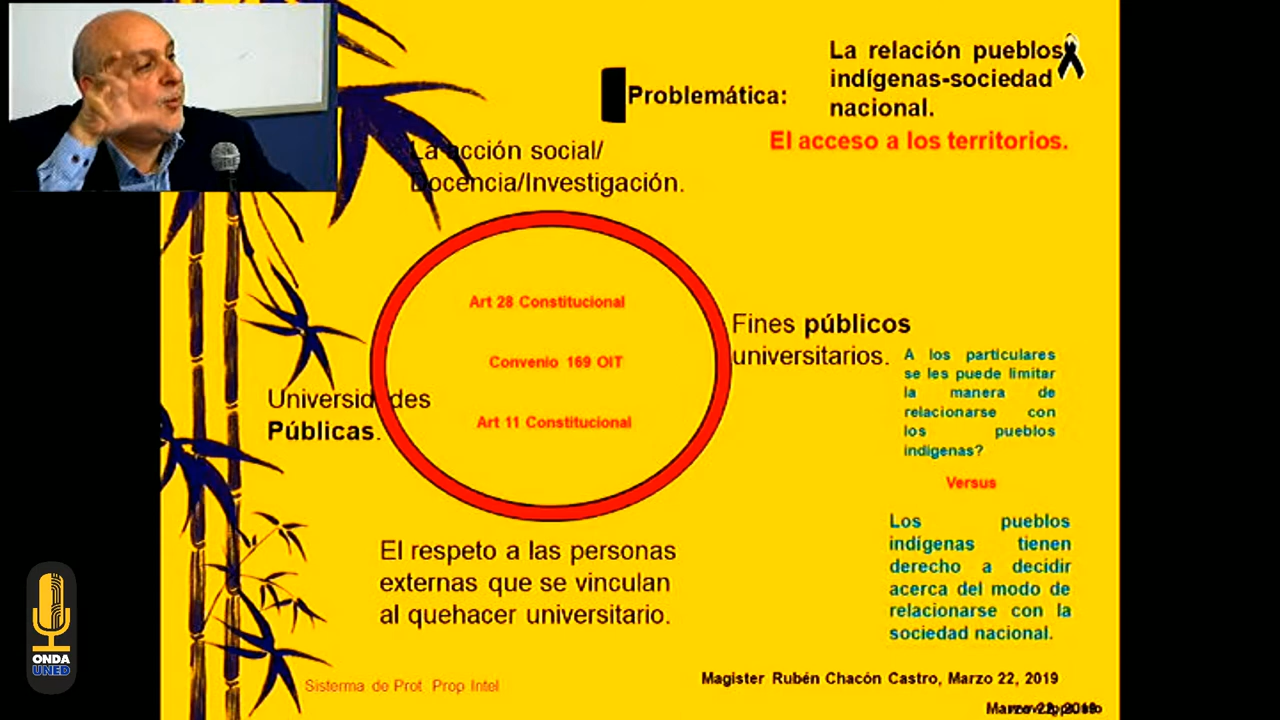 La relación pueblos
indígenas-sociedad
nacional.
Problemática:
El acceso a los territorios.
La acción social/
Docencia/Investigación.
Art 28 Constitucional
Convenio 169 OIT
Art 11 Constitucional
Fines públicos
universitarios.
A los particulares
se les puede limitar
la manera de
relacionarse con
los pueblos
indigenas?
Versus
Universidades
Públicas.
Los pueblos
indígenas tienen
derecho a decidir
acerca del modo de
relacionarse con la
sociedad nacional.
El respeto a las personas
externas que se vinculan
al quehacer universitario.
Magister Rubén Chacón Castro, Marzo 22, 2019
Sisterma de Prot Prop Intel
ONDA
UNED